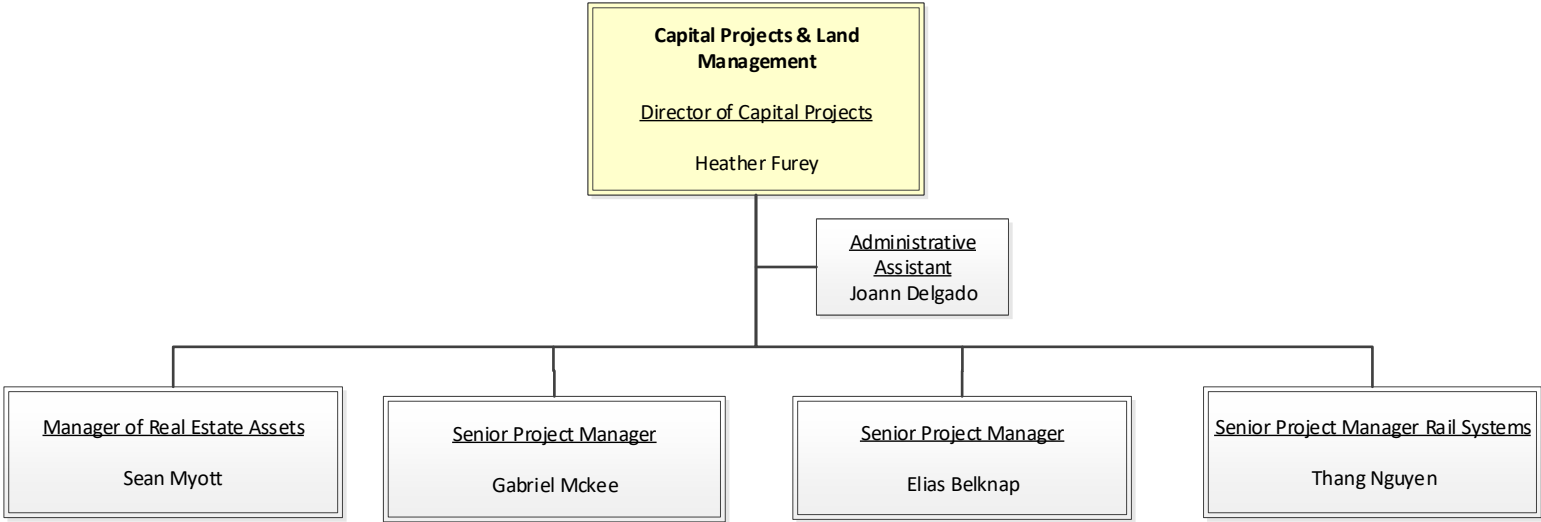 Capital Projects & Land
Management
Director of Capital Projects
Heather Furey
Administrative
Assistant
Joann Delgado
Manager of Real Estate Assets
Sean Myott
Senior Project Manager
Gabriel Mckee
Senior Project Manager
Elias Belknap
Senior Project Manager Rail Systems
Thang Nguyen